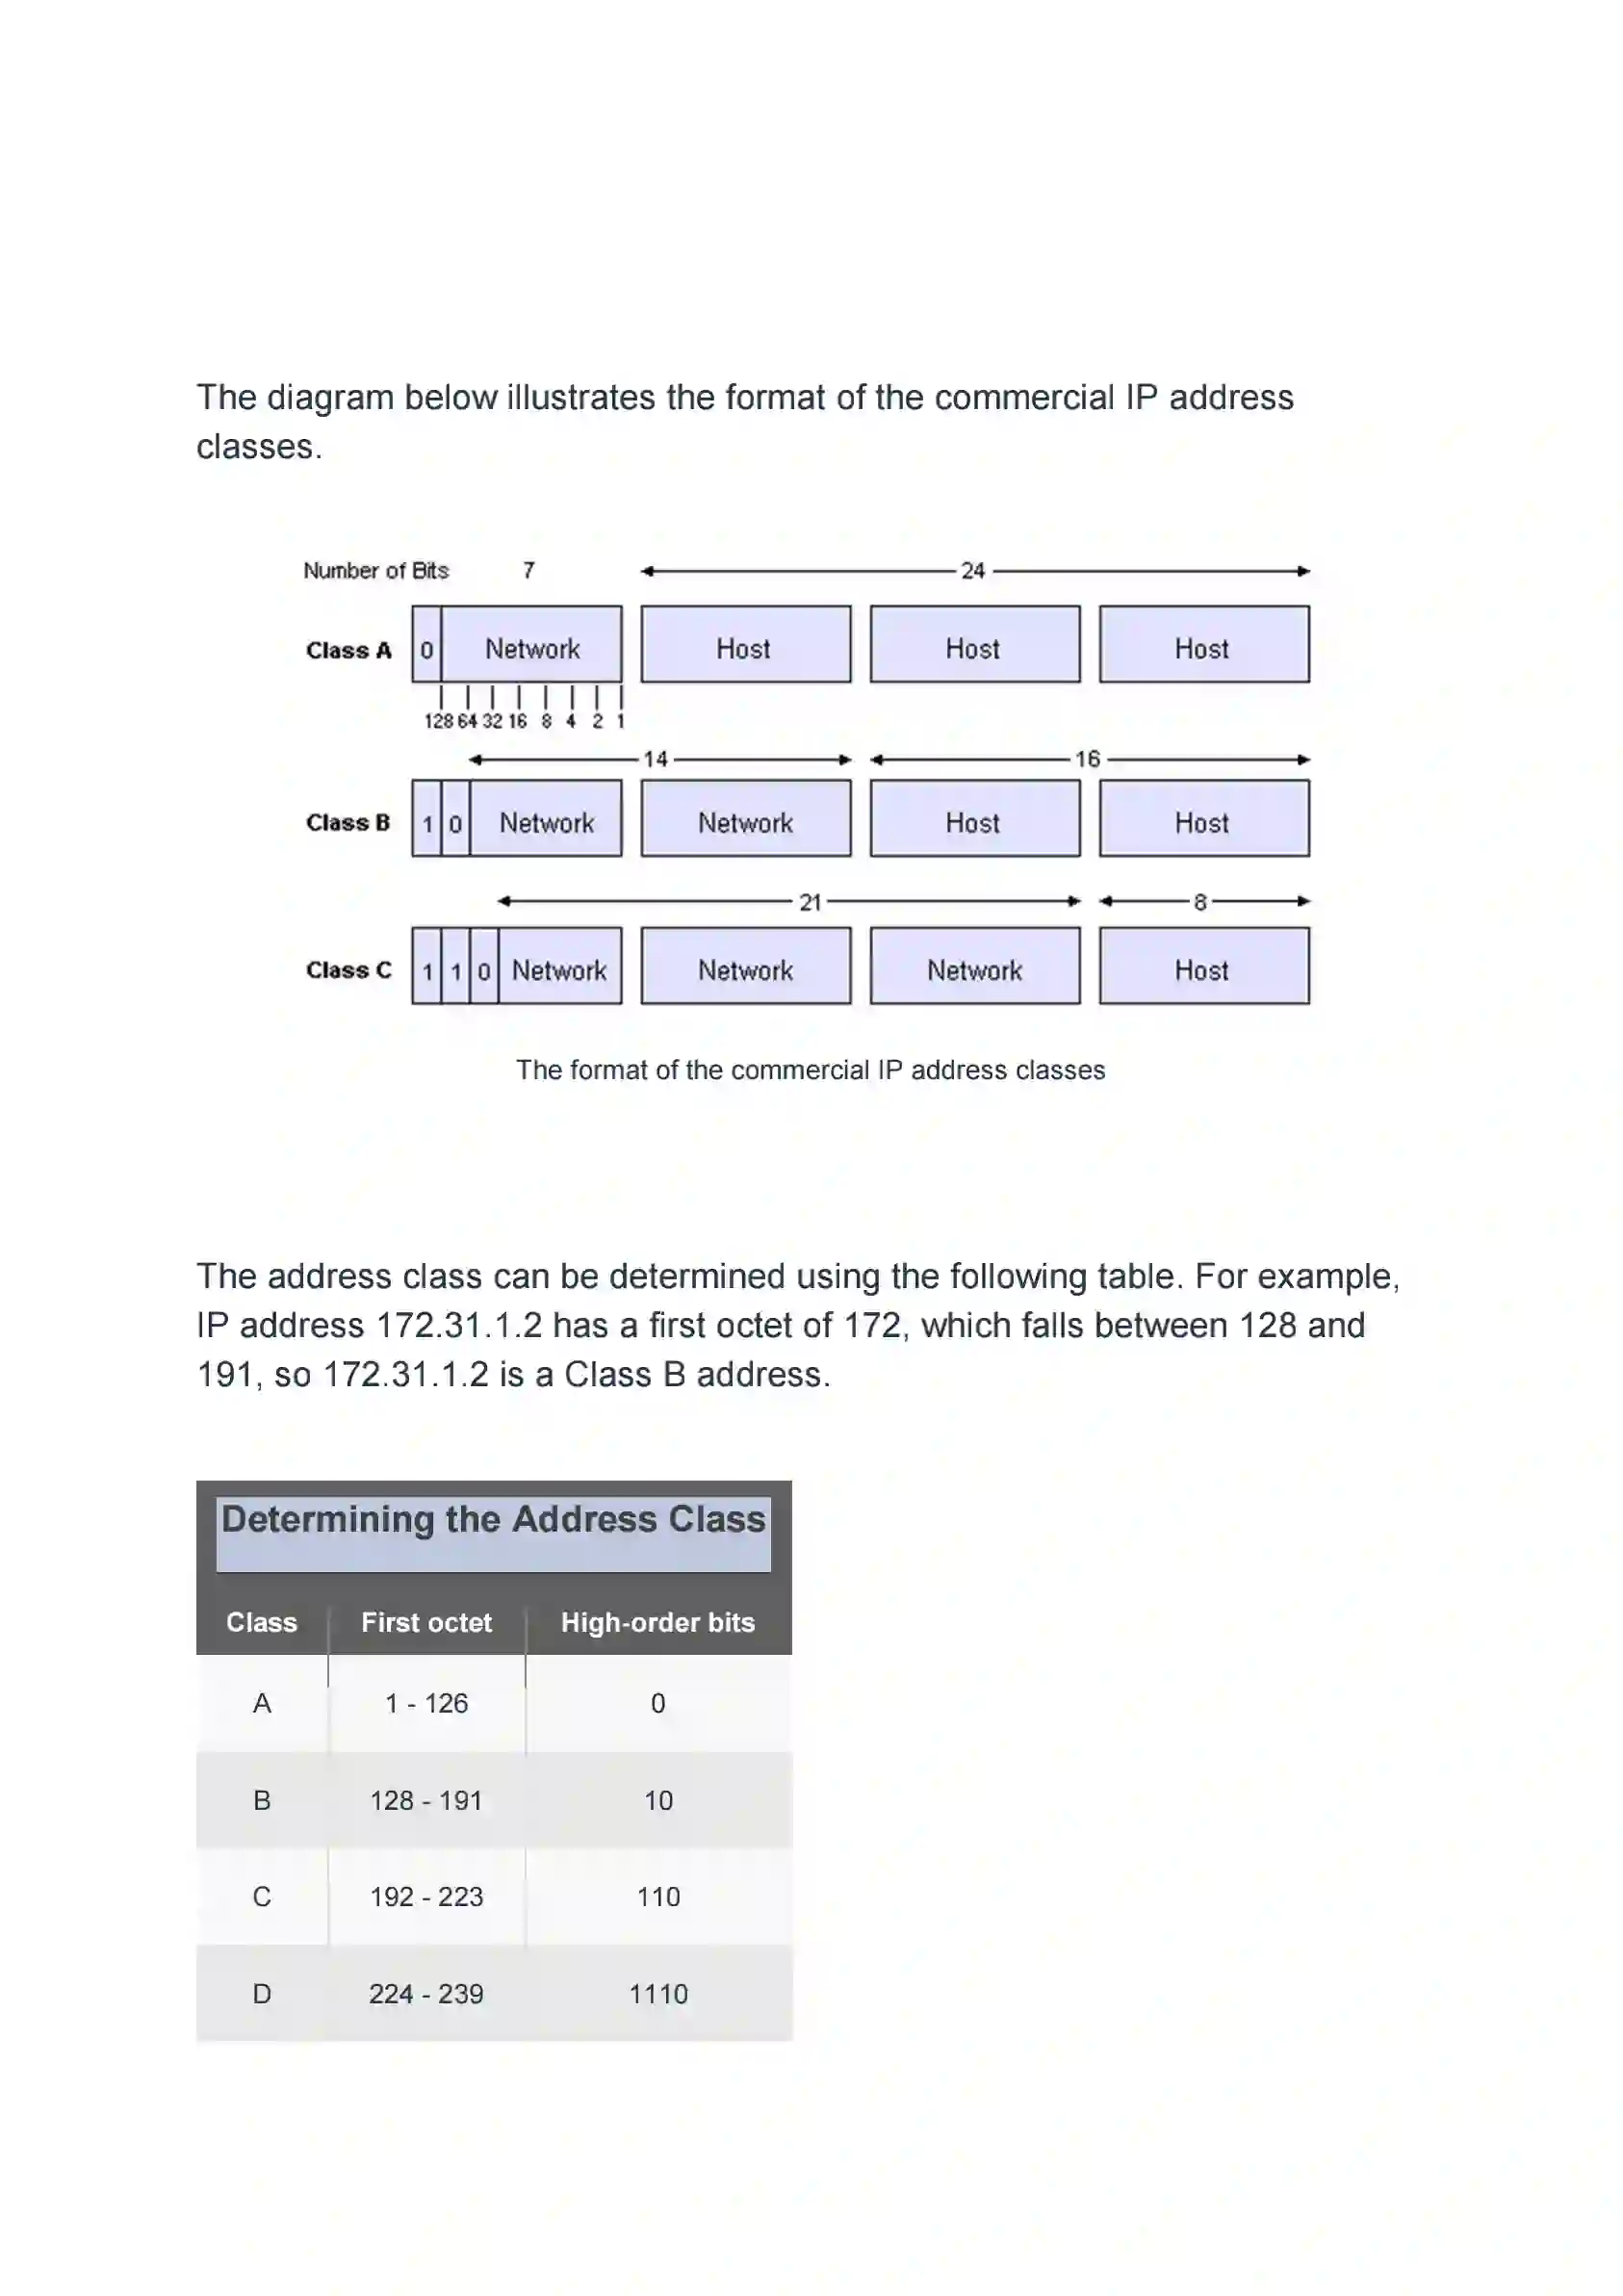 The diagram below illustrates the format of the commercial IP address
classes.
Number of Bits 7 24
Class A 0 Network Host Host Host
128 64 32 16 8 4 2 1
14 16
Class B 1 0 Network Network Host Host
21 8
Class C 1 1 0 Network Network Network Host
The format of the commercial IP address classes
The address class can be determined using the following table. For example,
IP address 172.31.1.2 has a first octet of 172, which falls between 128 and
191, so 172.31.1.2 is a Class B address.
Determining the Address Class
Class First octet High-order bits
A 1 - 126 0
B 128 - 191 10
C 192 - 223 110
D 224 - 239 1110